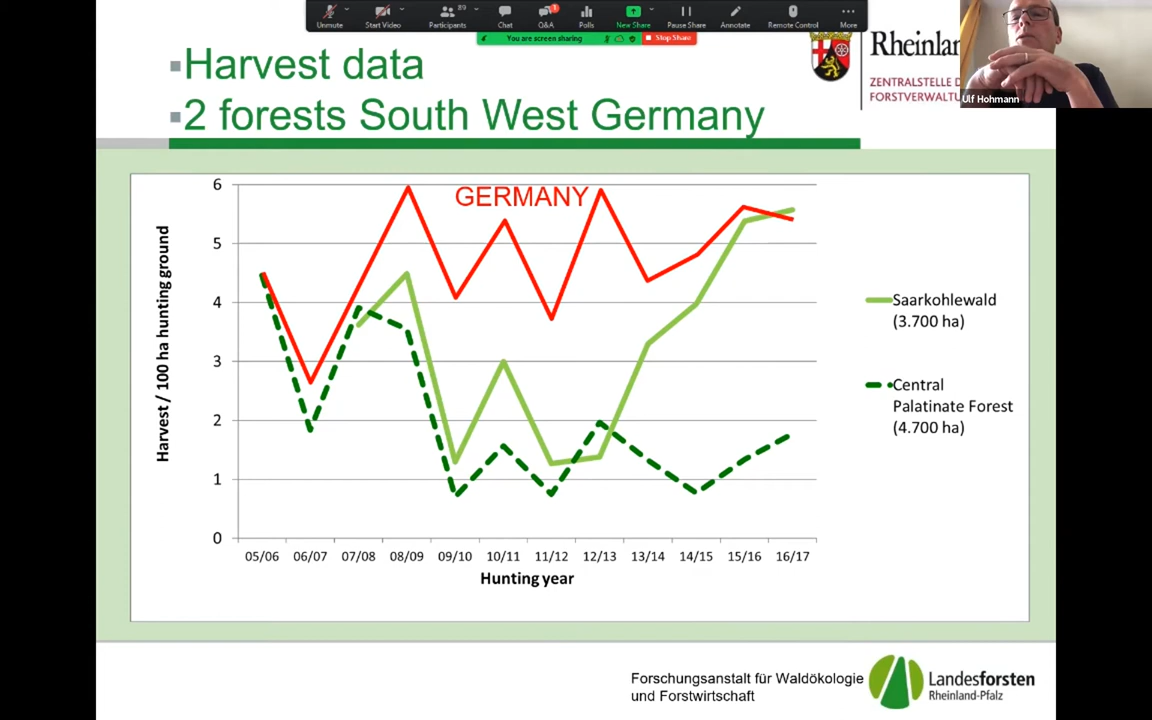 Unmute
Start Video
89
Participants
Chat
Q&A
Polls
New Share
Pause Share
Annotate
Remote Control
More
You are screen sharing
Stop Share
▪Harvest data
▪2 forests South West Germany
Rheinlan
ZENTRALSTELLE D
FORSTVERWALTU
Ulf Hohmann
GERMANY
Harvest / 100 ha hunting ground
6
5
4
3
2
1
0
05/06 06/07 07/08 08/09 09/10 10/11 11/12 12/13 13/14 14/15 15/16 16/17
Hunting year
Saarkohlewald
(3.700 ha)
Central
Palatinate Forest
(4.700 ha)
Forschungsanstalt für Waldökologie
und Forstwirtschaft
Landesforsten
Rheinland-Pfalz